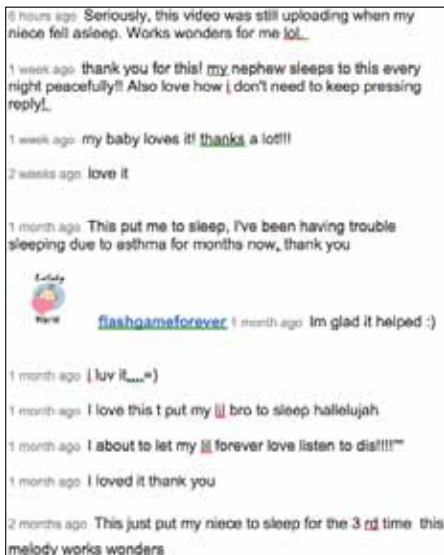 6 hours ago Seriously, this video was still uploading when my
niece fell asleep. Works wonders for me lol.
1 week ago thank you for this! my nephew sleeps to this every
night peacefully!! Also love how i don't need to keep pressing
reply!.
1 week ago my baby loves it! thanks a lot!!!
2 weeks ago love it
1 month ago This put me to sleep, I've been having trouble
sleeping due to asthma for months now, thank you
Lullaby
World
flashgameforever 1 month ago Im glad it helped :)
1 month ago i luv it,,,,=)
1 month ago I love this t put my lil bro to sleep hallelujah
1 month ago I about to let my lil forever love listen to dis!!!!""
1 month ago I loved it thank you
2 months ago This just put my niece to sleep for the 3 rd time this
melody works wonders